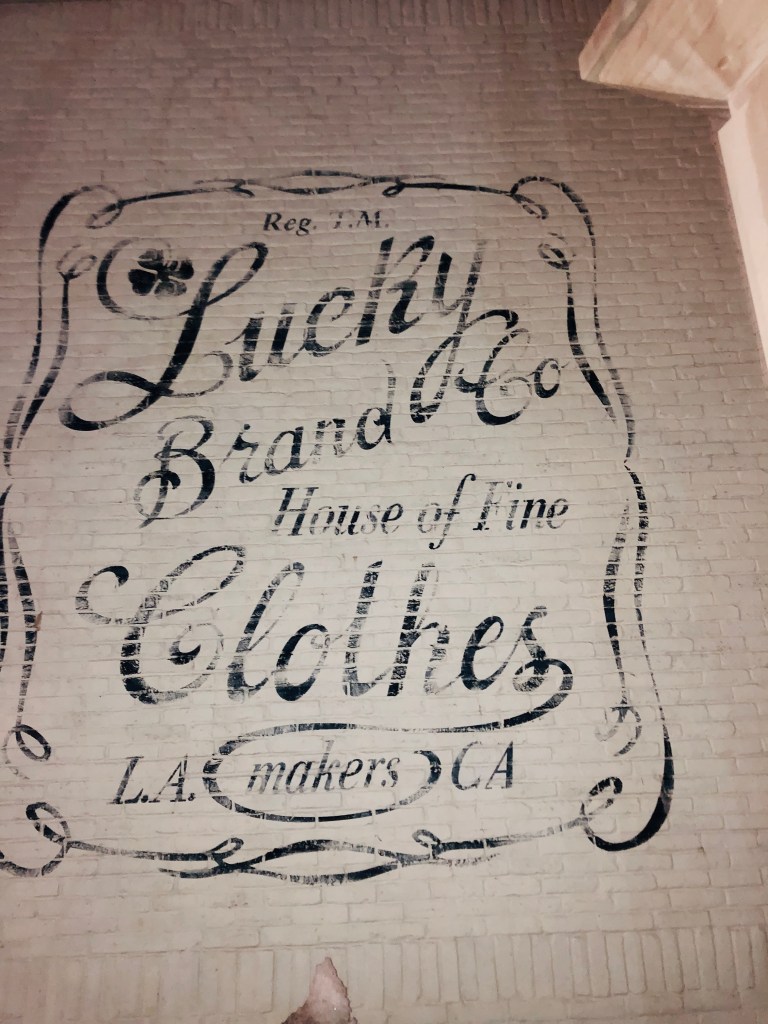 Reg. T.M.
Lucky
Brand Co
House of Fine
Clothes
L.A. makers CA